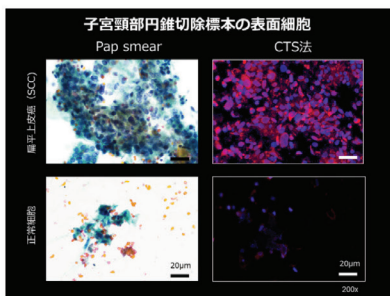 子宮頸部円錐切除標本の表面細胞
Pap smear
CTS法
扁平上皮癌（SCC）
正常細胞
20μm
20μm
200x